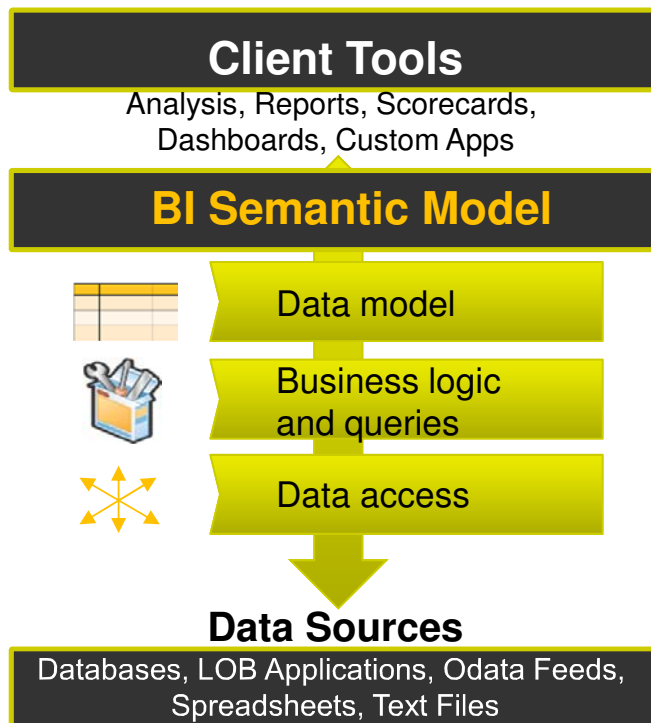 Client Tools
Analysis, Reports, Scorecards,
Dashboards, Custom Apps
BI Semantic Model
Data model
Business logic
and queries
Data access
Data Sources
Databases, LOB Applications, Odata Feeds,
Spreadsheets, Text Files